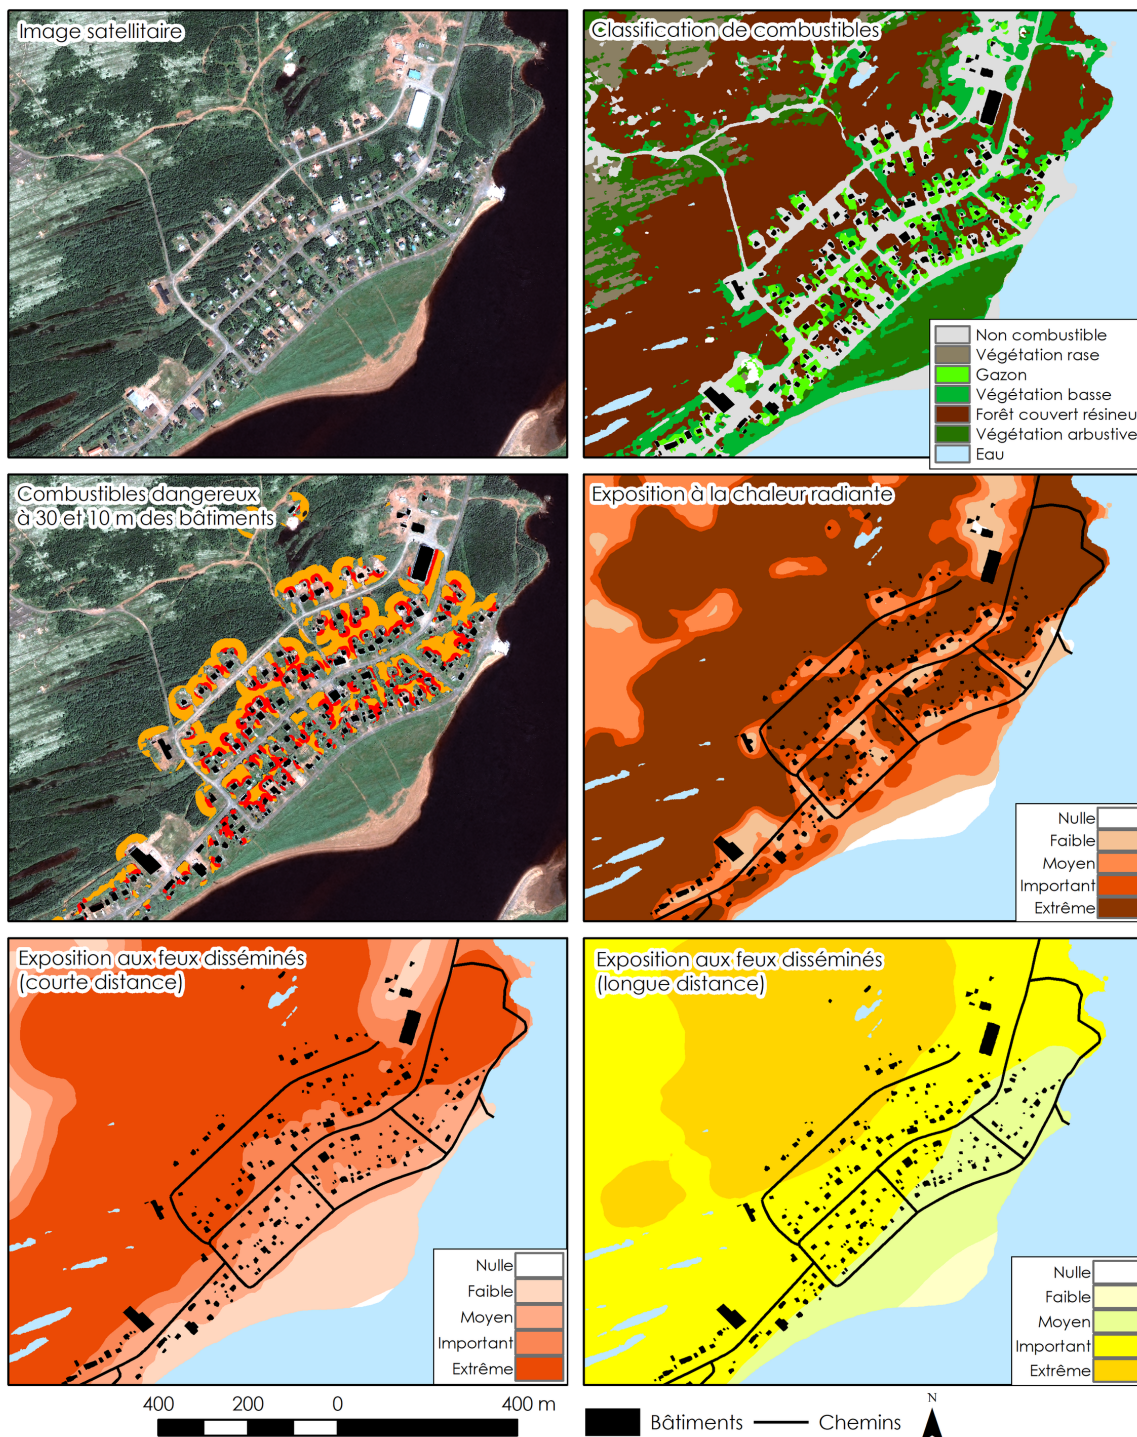 Image satellitaire
Classification de combustibles
Non combustible
Végétation rase
Gazon
Végétation basse
Forêt couvert résineu
Végétation arbustive
Eau
Combustibles dangereux
à 30 et 10 m des bâtiments
Exposition à la chaleur radiante
Nulle
Faible
Moyen
Important
Extrême
Exposition aux feux disséminés
(courte distance)
Nulle
Faible
Moyen
Important
Extrême
Exposition aux feux disséminés
(longue distance)
Nulle
Faible
Moyen
Important
Extrême
400 200 0 400 m
Bâtiments
Chemins
N